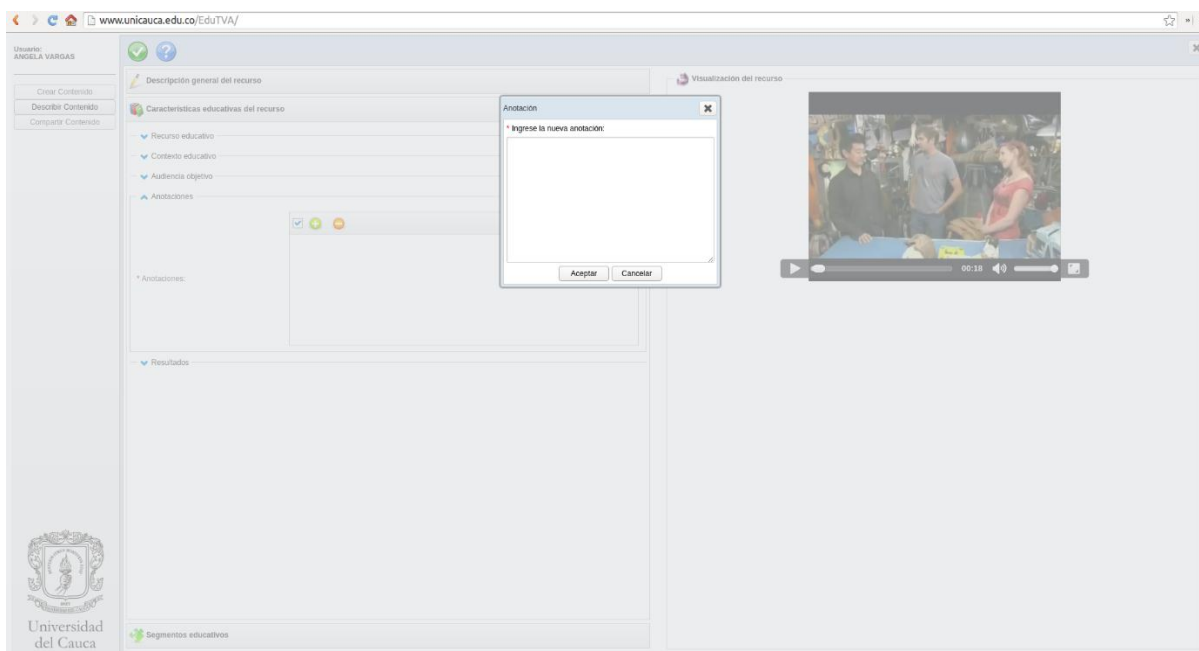 www.unicauca.edu.co/EduTVA/
Usuario:
ANGELA VARGAS
Crear Contenido
Describir Contenido
Compartir Contenido
Descripción general del recurso
Características educativas del recurso
Recurso educativo
Contexto educativo
Audiencia objetivo
Anotaciones
* Anotaciones:
Resultados
Segmentos educativos
Anotación
* Ingrese la nueva anotación:
Aceptar Cancelar
Visualización del recurso
00:18
Universidad
del Cauca